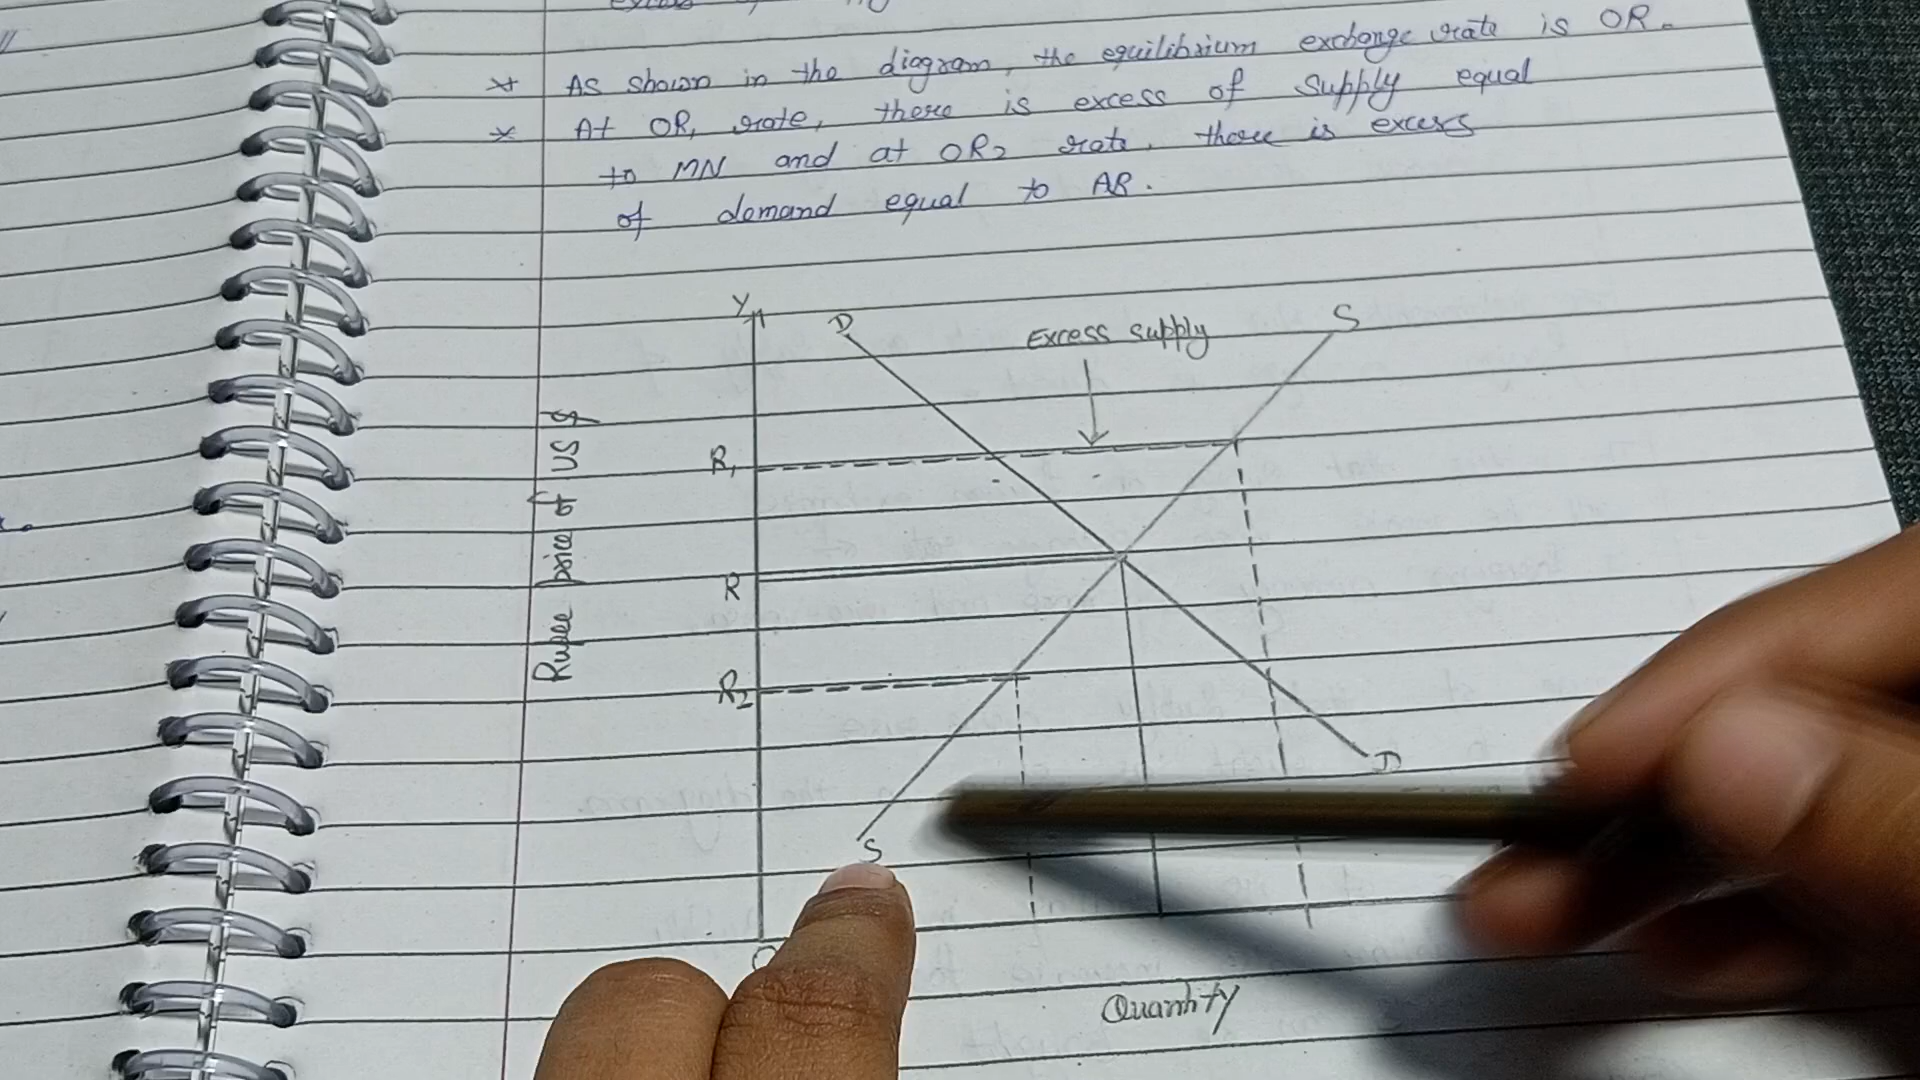 * As shown in the diagram, the equilibrium exchange rate is OR.
* At OR1 rate, there is excess of supply equal
to MN and at OR2 rate, there is excess
of demand equal to AB.
Y
D
Excess supply
S
Rupee price of US $
R1
R
R2
D
S
O
Quantity